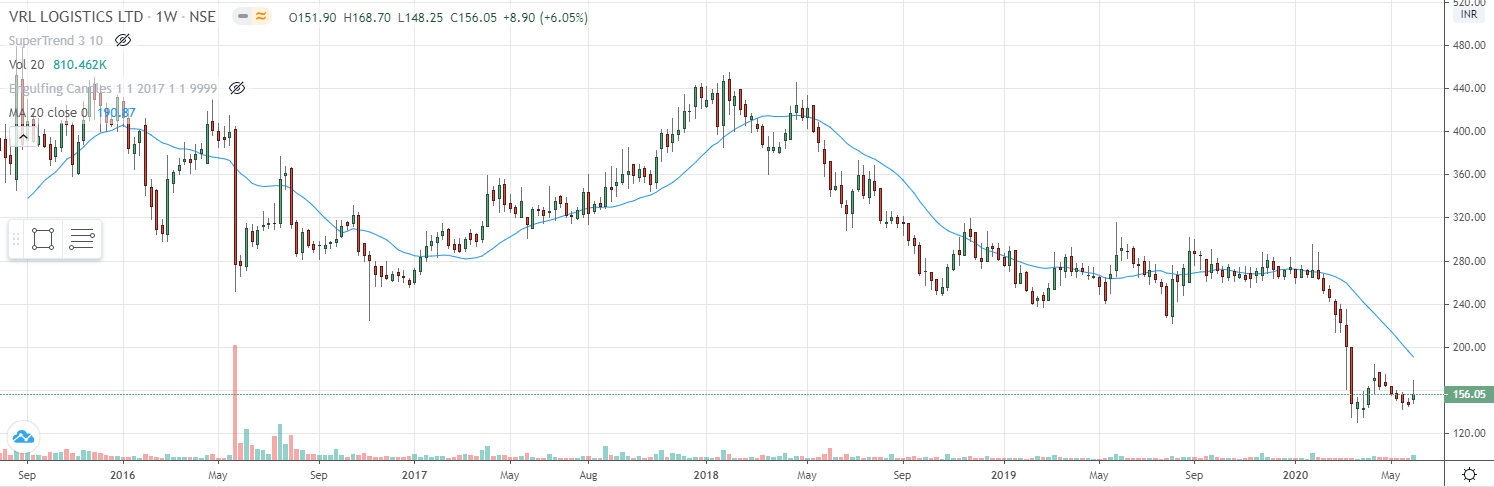 VRL LOGISTICS LTD · 1W · NSE O151.90 H168.70 L148.25 C156.05 +8.90 (+6.05%)
SuperTrend 3 10
Vol 20 810.462K
Engulfing Candles 1 1 2017 1 1 9999
MA 20 close 0 190.87
520.00
INR
480.00
440.00
400.00
360.00
320.00
280.00
240.00
200.00
156.05
120.00
Sep 2016 May Sep 2017 May Aug 2018 May Sep 2019 May Sep 2020 May